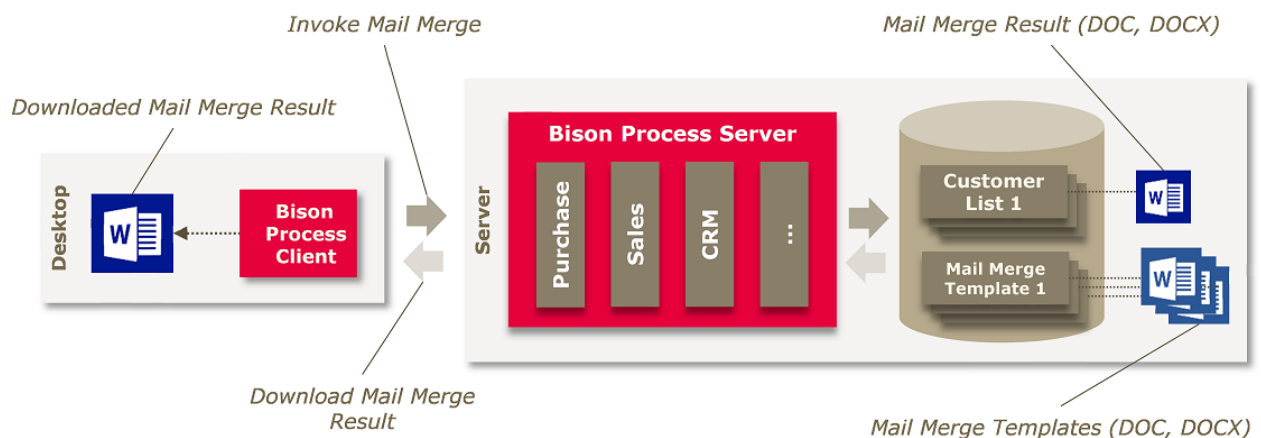 Invoke Mail Merge
Mail Merge Result (DOC, DOCX)
Downloaded Mail Merge Result
Desktop
W
Bison
Process
Client
Server
Bison Process Server
Purchase
Sales
CRM
...
Customer
List 1
W
Mail Merge
Template 1
W
Download Mail Merge
Result
Mail Merge Templates (DOC, DOCX)